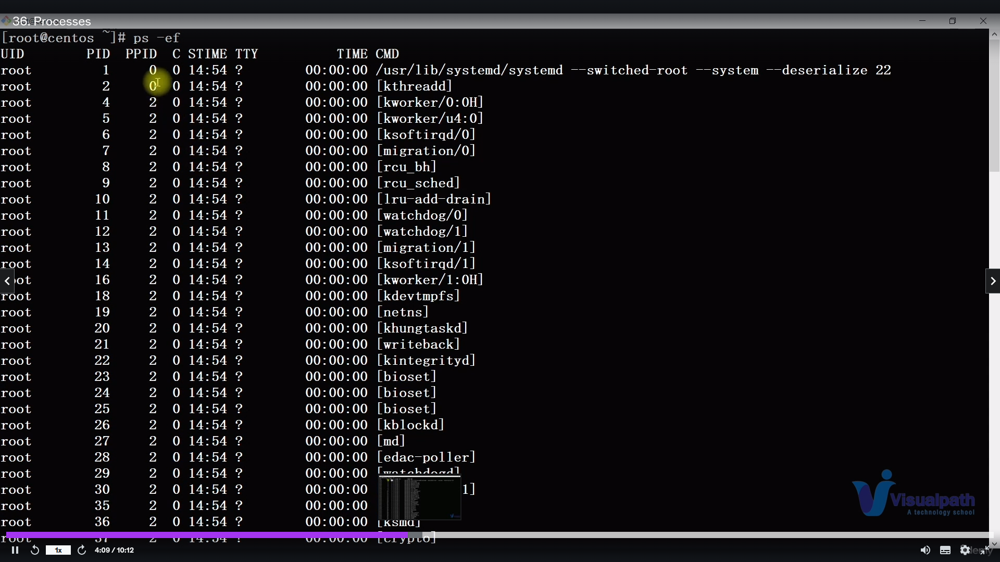 36. Processes
[root@centos ~]# ps -ef
UID        PID  PPID  C STIME TTY          TIME CMD
root         1     0  0 14:54 ?        00:00:00 /usr/lib/systemd/systemd --switched-root --system --deserialize 22
root         2     0  0 14:54 ?        00:00:00 [kthreadd]
root         4     2  0 14:54 ?        00:00:00 [kworker/0:0H]
root         5     2  0 14:54 ?        00:00:00 [kworker/u4:0]
root         6     2  0 14:54 ?        00:00:00 [ksoftirqd/0]
root         7     2  0 14:54 ?        00:00:00 [migration/0]
root         8     2  0 14:54 ?        00:00:00 [rcu_bh]
root         9     2  0 14:54 ?        00:00:00 [rcu_sched]
root        10     2  0 14:54 ?        00:00:00 [lru-add-drain]
root        11     2  0 14:54 ?        00:00:00 [watchdog/0]
root        12     2  0 14:54 ?        00:00:00 [watchdog/1]
root        13     2  0 14:54 ?        00:00:00 [migration/1]
root        14     2  0 14:54 ?        00:00:00 [ksoftirqd/1]
root        16     2  0 14:54 ?        00:00:00 [kworker/1:0H]
root        18     2  0 14:54 ?        00:00:00 [kdevtmpfs]
root        19     2  0 14:54 ?        00:00:00 [netns]
root        20     2  0 14:54 ?        00:00:00 [khungtaskd]
root        21     2  0 14:54 ?        00:00:00 [writeback]
root        22     2  0 14:54 ?        00:00:00 [kintegrityd]
root        23     2  0 14:54 ?        00:00:00 [bioset]
root        24     2  0 14:54 ?        00:00:00 [bioset]
root        25     2  0 14:54 ?        00:00:00 [bioset]
root        26     2  0 14:54 ?        00:00:00 [kblockd]
root        27     2  0 14:54 ?        00:00:00 [md]
root        28     2  0 14:54 ?        00:00:00 [edac-poller]
root        29     2  0 14:54 ?        00:00:00 [watchdogd]
root        30     2  0 14:54 ?        00:00:00 1]
root        35     2  0 14:54 ?        00:00:00
root        36     2  0 14:54 ?        00:00:00 [ksmd]
root        37     2  0 14:54 ?        00:00:00 [crypto]
Visualpath
A technology school
1x
4:09 / 10:12